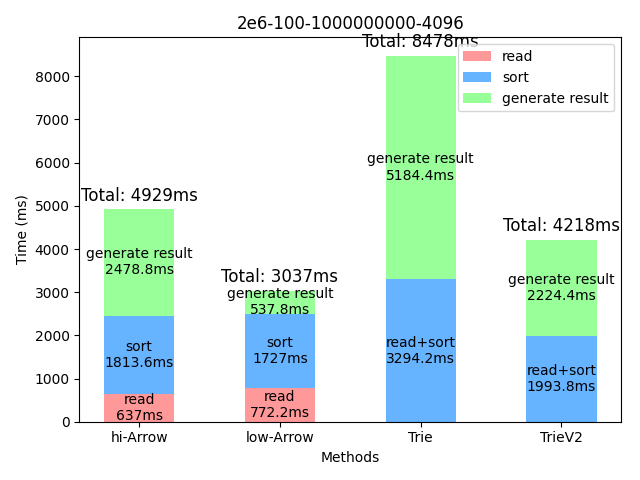 2e6-100-1000000000-4096
Total: 8478ms
read
sort
generate result
8000
7000
6000
5000
4000
3000
2000
1000
0
Time (ms)
Total: 4929ms
generate result
2478.8ms
sort
1813.6ms
read
637ms
Total: 3037ms
generate result
537.8ms
sort
1727ms
read
772.2ms
generate result
5184.4ms
read+sort
3294.2ms
Total: 4218ms
generate result
2224.4ms
read+sort
1993.8ms
hi-Arrow
low-Arrow
Trie
TrieV2
Methods